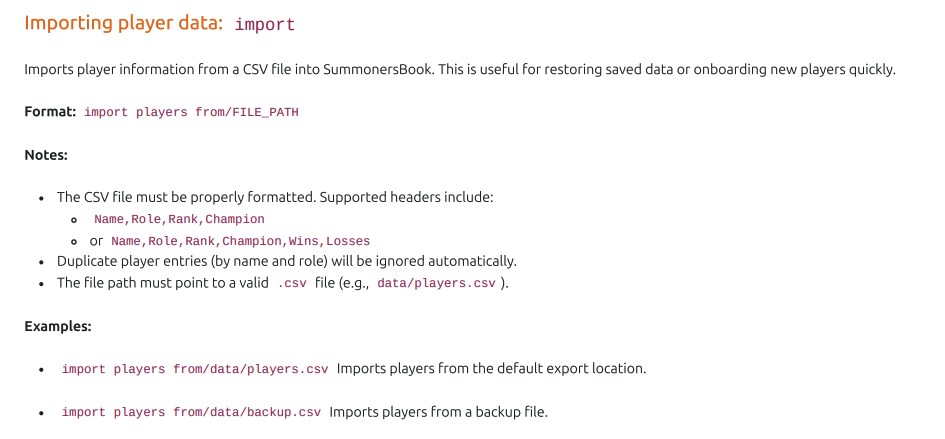 Importing player data: import
Imports player information from a CSV file into SummonersBook. This is useful for restoring saved data or onboarding new players quickly.
Format: import players from/FILE_PATH
Notes:
The CSV file must be properly formatted. Supported headers include:
Name,Role,Rank,Champion
or Name,Role,Rank,Champion,Wins,Losses
Duplicate player entries (by name and role) will be ignored automatically.
The file path must point to a valid .csv file (e.g., data/players.csv ).
Examples:
import players from/data/players.csv Imports players from the default export location.
import players from/data/backup.csv Imports players from a backup file.